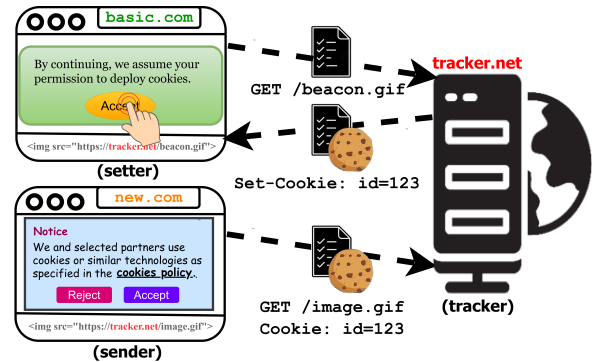 basic.com
By continuing, we assume your
permission to deploy cookies.
Accept
<img src="https://tracker.net/beacon.gif">
(setter)
GET /beacon.gif
Set-Cookie: id=123
tracker.net
new.com
Notice
We and selected partners use
cookies or similar technologies as
specified in the cookies policy.
Reject Accept
<img src="https://tracker.net/image.gif">
(sender)
GET /image.gif
Cookie: id=123
(tracker)